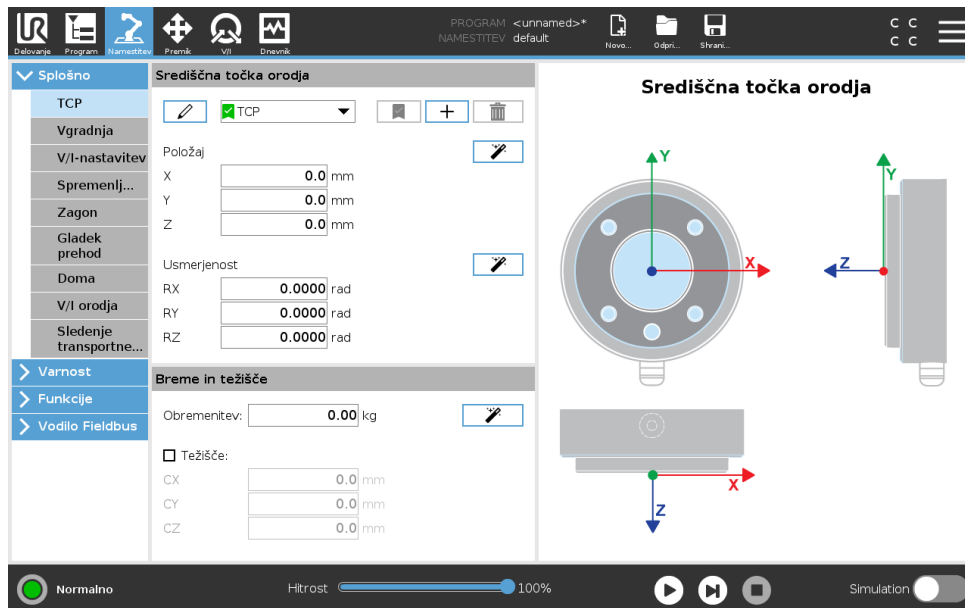 PROGRAM <unnamed>*
NAMESTITEV default
Delovanje Program Namestitev Premik V/I Dnevnik Novo... Odpri... Shrani...
C C
C C
Splošno
TCP
Vgradnja
V/I-nastavitev
Spremenlj...
Zagon
Gladek
prehod
Doma
V/I orodja
Sledenje
transportne...
Varnost
Funkcije
Vodilo Fieldbus
Središčna točka orodja
TCP
Položaj
X 0.0 mm
Y 0.0 mm
Z 0.0 mm
Usmerjenost
RX 0.0000 rad
RY 0.0000 rad
RZ 0.0000 rad
Breme in težišče
Obremenitev: 0.00 kg
Težišče:
CX 0.0 mm
CY 0.0 mm
CZ 0.0 mm
Središčna točka orodja
Y
X
Y
Z
X
Z
Normalno
Hitrost 100%
Simulation